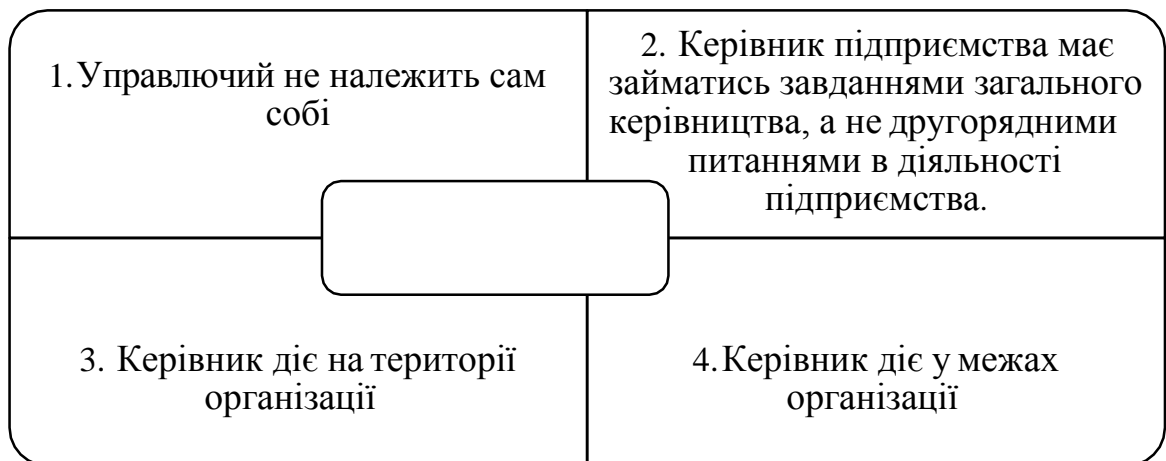 1. Управлючий не належить сам
собі
2. Керівник підприємства має
займатись завданнями загального
керівництва, а не другорядними
питаннями в діяльності
підприємства.
3. Керівник діє на території
організації
4. Керівник діє у межах
організації